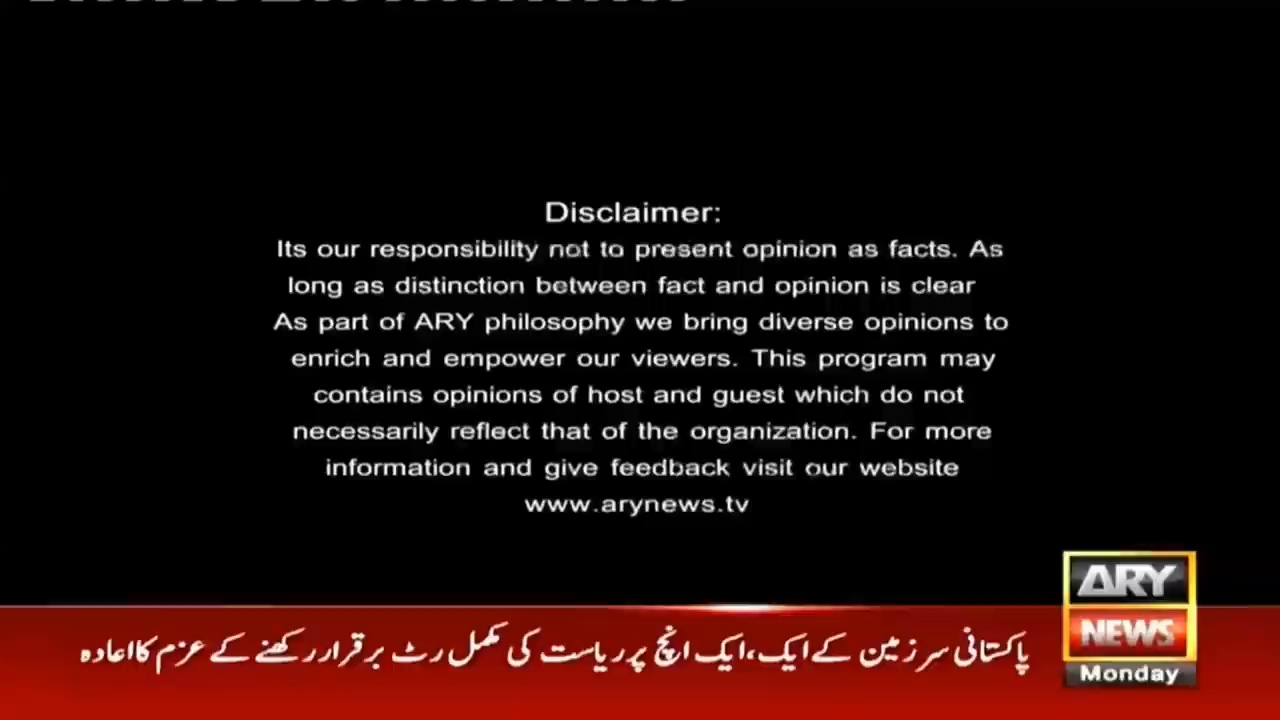 Disclaimer:
Its our responsibility not to present opinion as facts. As
long as distinction between fact and opinion is clear
As part of ARY philosophy we bring diverse opinions to
enrich and empower our viewers. This program may
contains opinions of host and guest which do not
necessarily reflect that of the organization. For more
information and give feedback visit our website
www.arynews.tv
ARY
NEWS
Monday
پاکستانی سرزمین کے ایک، ایک انچ پر ریاست کی مکمل رٹ برقرار رکھنے کے عزم کا اعادہ